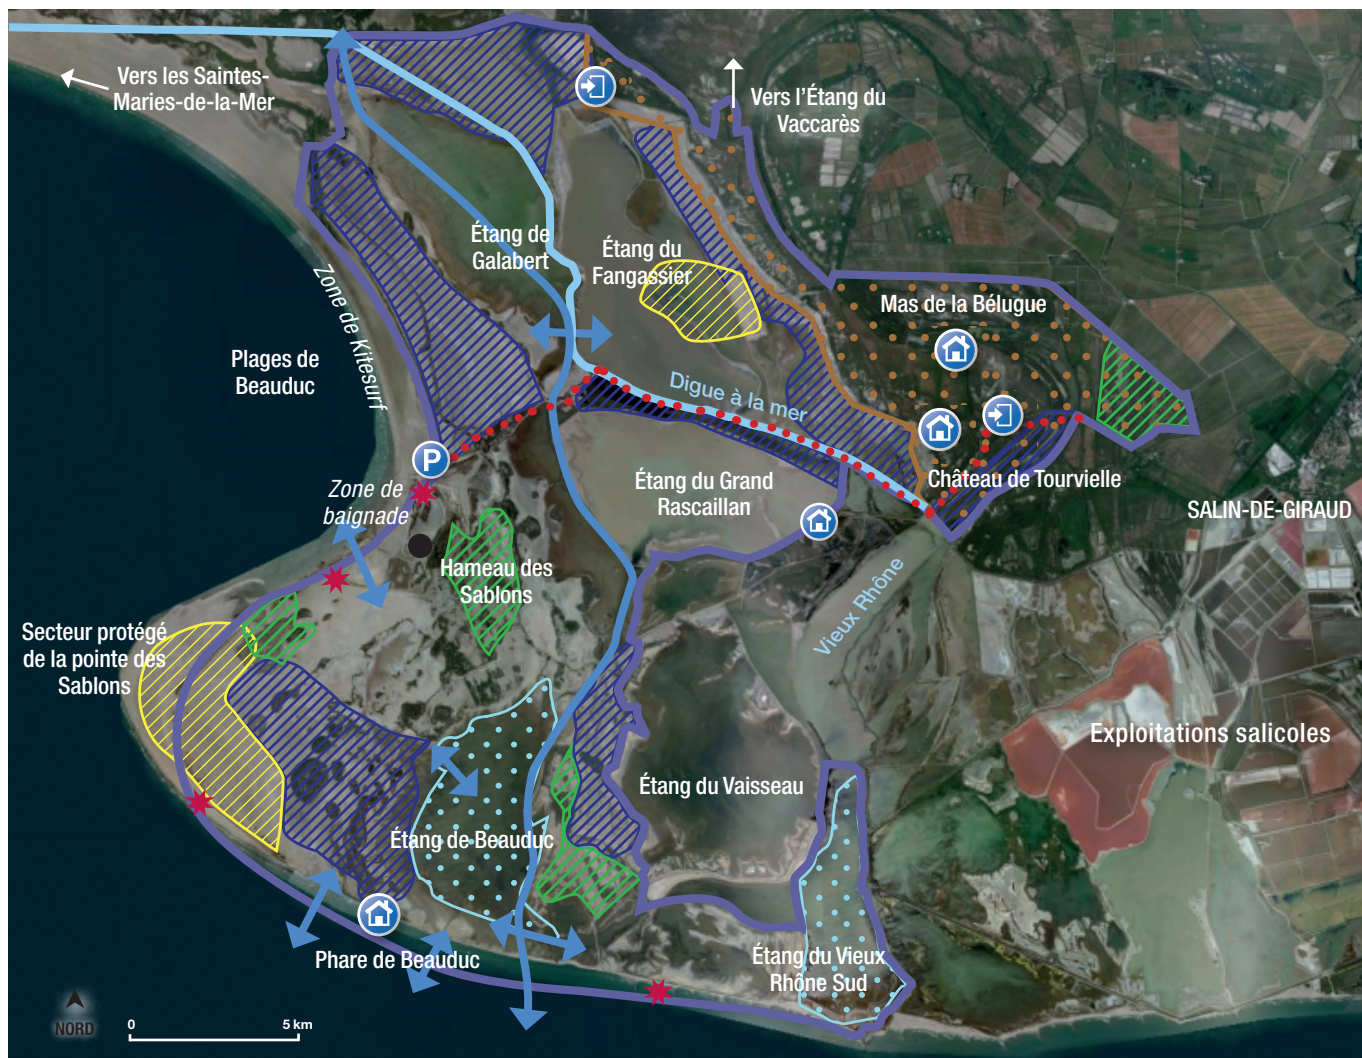 Vers les Saintes-
Maries-de-la-Mer
Vers l'Étang du
Vaccarès
Étang de
Galabert
Étang du
Fangassier
Zone de Kitesurf
Mas de la Bélugue
Plages de
Beauduc
Digue à la mer
P
Étang du Grand
Rascaillan
Château de Tourvielle
Zone de
baignade
SALIN-DE-GIRAUD
Hameau des
Sablons
Vieux Rhône
Secteur protégé
de la pointe des
Sablons
Exploitations salicoles
Étang du Vaisseau
Étang de Beauduc
Phare de Beauduc
Étang du Vieux
Rhône Sud
NORD
0 5 km